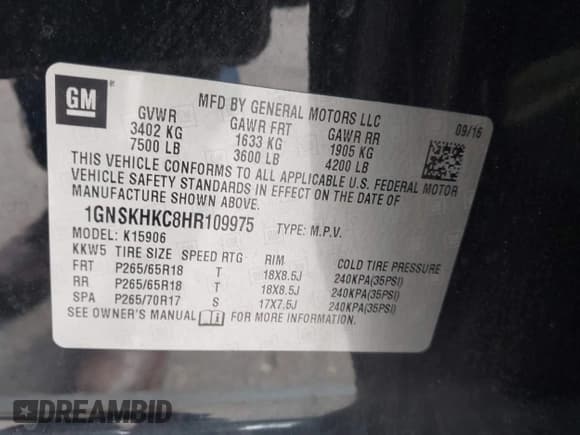 GM
MFD BY GENERAL MOTORS LLC
09/16
GVWR GAWR FRT GAWR RR
3402 KG 1633 KG 1905 KG
7500 LB 3600 LB 4200 LB
THIS VEHICLE CONFORMS TO ALL APPLICABLE U.S. FEDERAL MOTOR
VEHICLE SAFETY STANDARDS IN EFFECT ON THE DATE OF
MANUFACTURE SHOWN ABOVE.
1GNSKHKC8HR109975 TYPE: M.P.V.
MODEL: K15906
KKW5 TIRE SIZE SPEED RTG RIM COLD TIRE PRESSURE
FRT P265/65R18 T 18X8.5J 240KPA(35PSI)
RR P265/65R18 T 18X8.5J 240KPA(35PSI)
SPA P265/70R17 S 17X7.5J 240KPA(35PSI)
SEE OWNER'S MANUAL FOR MORE INFORMATION.
DREAMBID